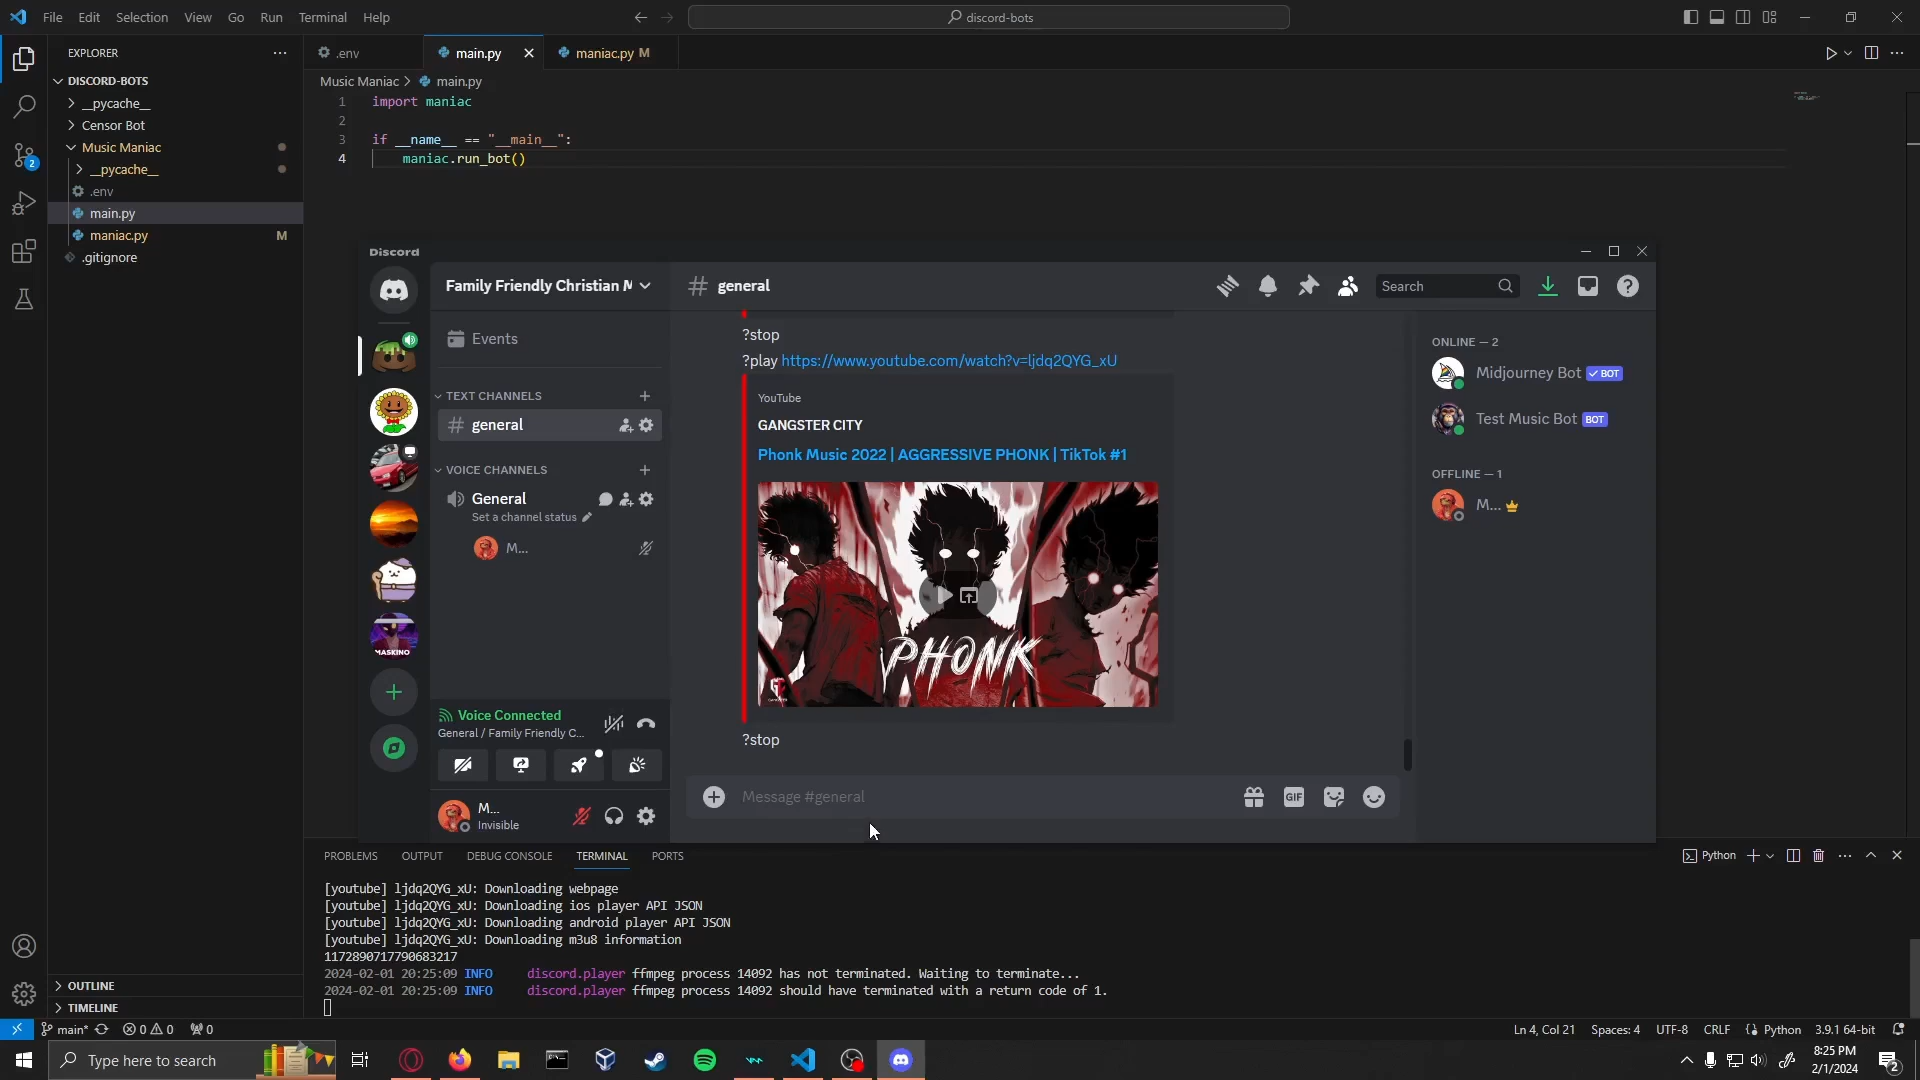 File Edit Selection View Go Run Terminal Help
discord-bots
EXPLORER
.env
main.py
maniac.py M
DISCORD-BOTS
__pycache__
Censor Bot
Music Maniac
__pycache__
.env
main.py
maniac.py M
.gitignore
Music Maniac > main.py
1 import maniac
2
3 if __name__ == "__main__":
4 maniac.run_bot()
Discord
Family Friendly Christian M
Events
TEXT CHANNELS
general
VOICE CHANNELS
General
Set a channel status
M...
MASKINO
Voice Connected
General / Family Friendly C...
M...
Invisible
general
Search
?stop
?play https://www.youtube.com/watch?v=ljdq2QYG_xU
YouTube
GANGSTER CITY
Phonk Music 2022 | AGGRESSIVE PHONK | TikTok #1
PHONK
?stop
Message #general
GIF
ONLINE — 2
Midjourney Bot BOT
Test Music Bot BOT
OFFLINE — 1
M...
PROBLEMS OUTPUT DEBUG CONSOLE TERMINAL PORTS
Python
[youtube] ljdq2QYG_xU: Downloading webpage
[youtube] ljdq2QYG_xU: Downloading ios player API JSON
[youtube] ljdq2QYG_xU: Downloading android player API JSON
[youtube] ljdq2QYG_xU: Downloading m3u8 information
1172890717790683217
2024-02-01 20:25:09 INFO discord.player ffmpeg process 14092 has not terminated. Waiting to terminate...
2024-02-01 20:25:09 INFO discord.player ffmpeg process 14092 should have terminated with a return code of 1.
OUTLINE
TIMELINE
2
main* 0 0 0
Ln 4, Col 21 Spaces: 4 UTF-8 CRLF Python 3.9.1 64-bit
Type here to search
8:25 PM
2/1/2024
2